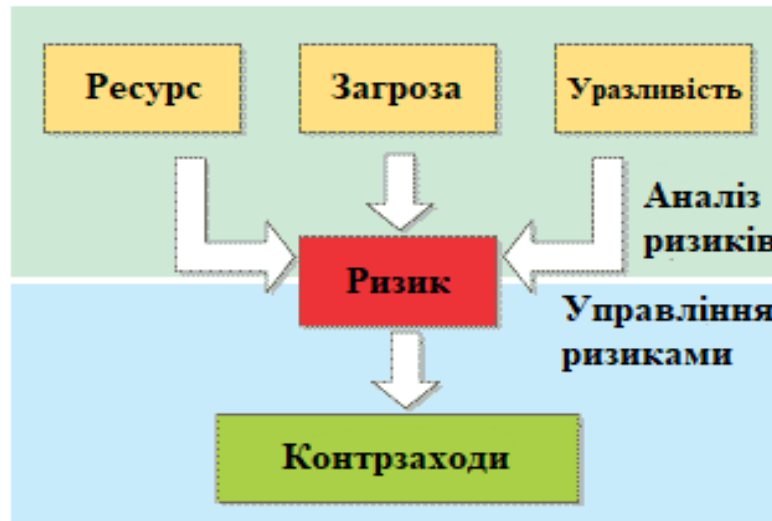 Ресурс
Загроза
Уразливість
Аналіз
ризиків
Ризик
Управління
ризиками
Контрзаходи